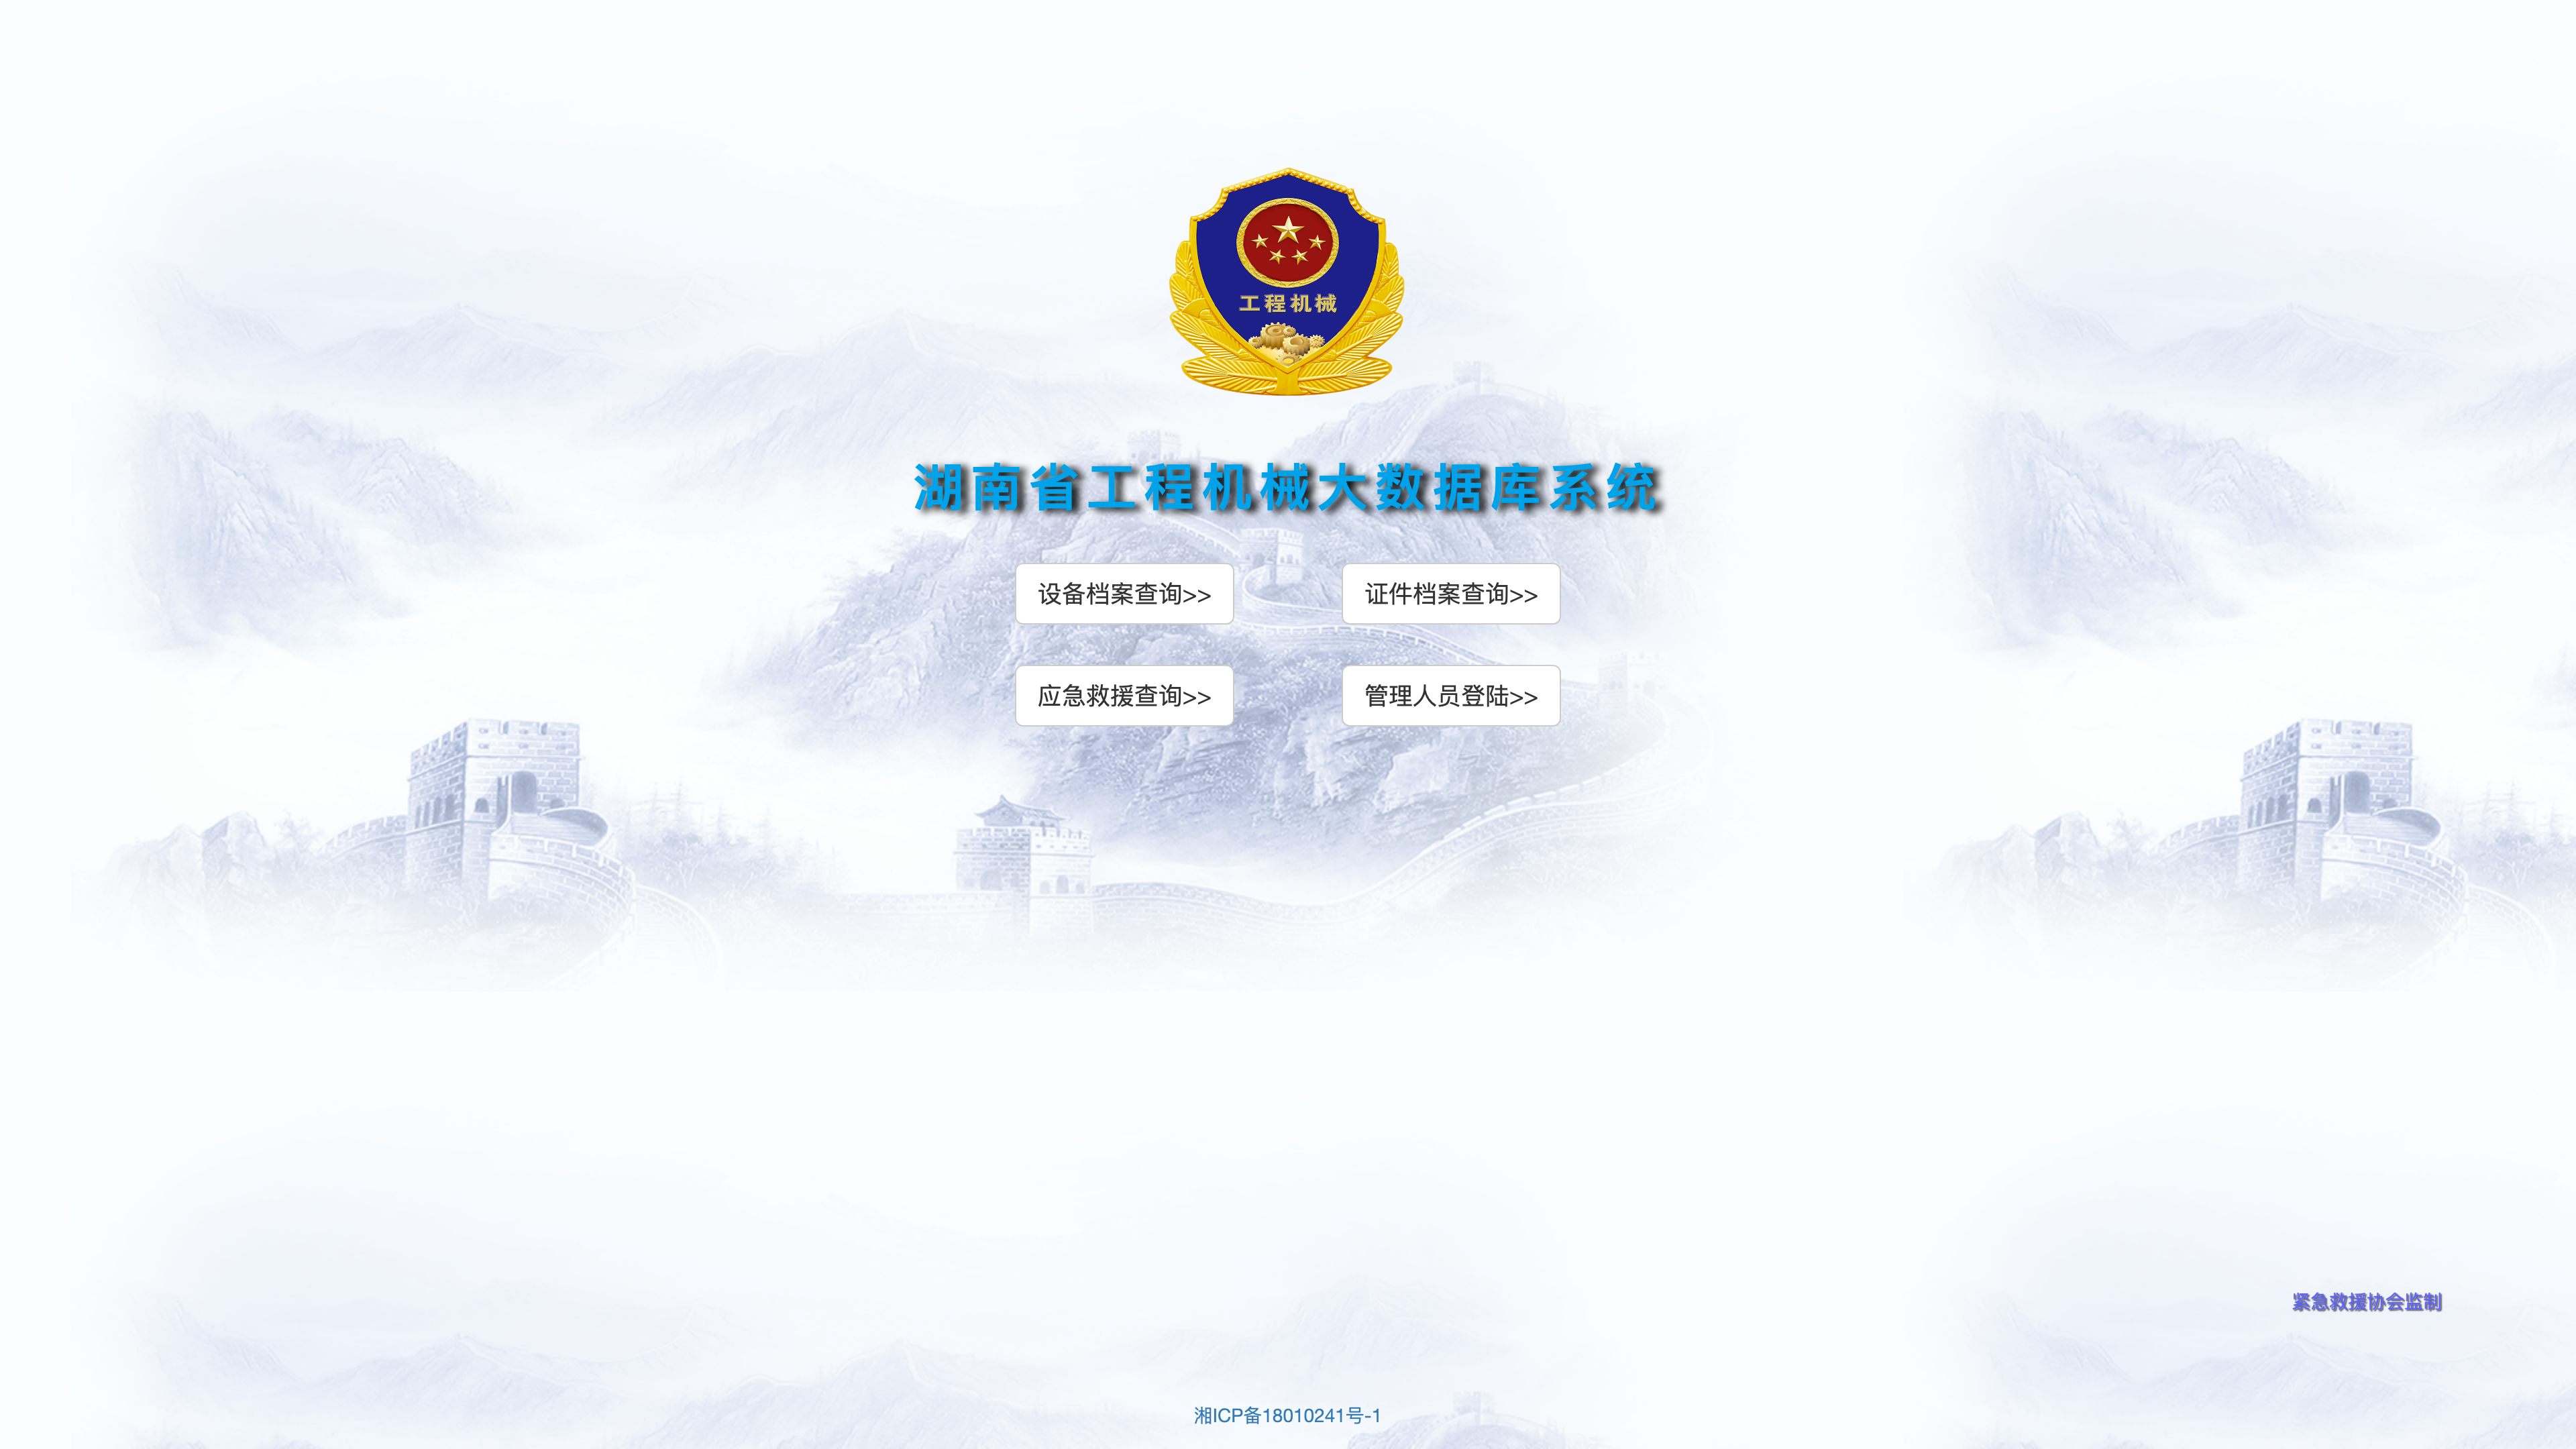 工程机械
湖南省工程机械大数据库系统
设备档案查询>>
证件档案查询>>
应急救援查询>>
管理人员登陆>>
紧急救援协会监制
湘ICP备18010241号-1